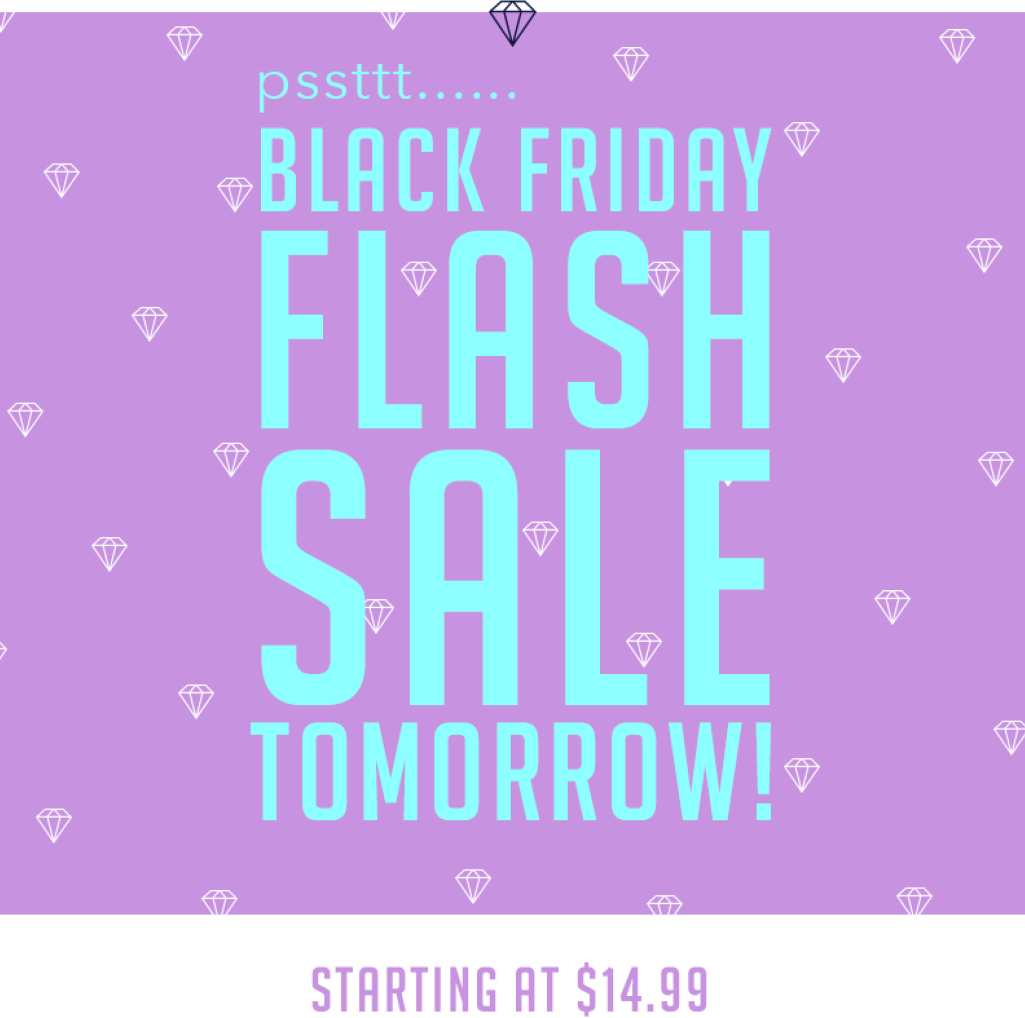 pssttt......
BLACK FRIDAY
FLASH
SALE
TOMORROW!
STARTING AT $14.99